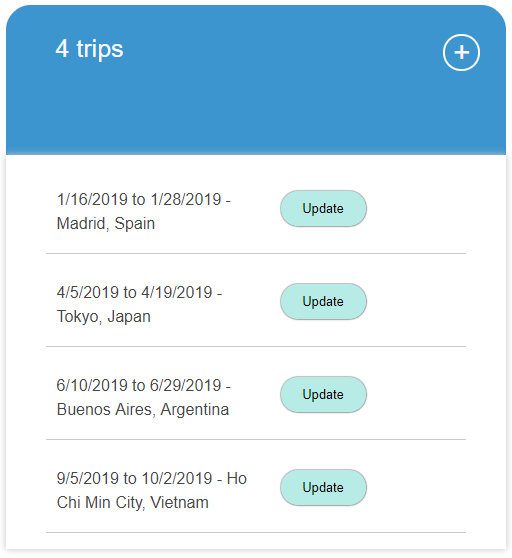 4 trips
+
1/16/2019 to 1/28/2019 -
Madrid, Spain
Update
4/5/2019 to 4/19/2019 -
Tokyo, Japan
Update
6/10/2019 to 6/29/2019 -
Buenos Aires, Argentina
Update
9/5/2019 to 10/2/2019 - Ho
Chi Min City, Vietnam
Update